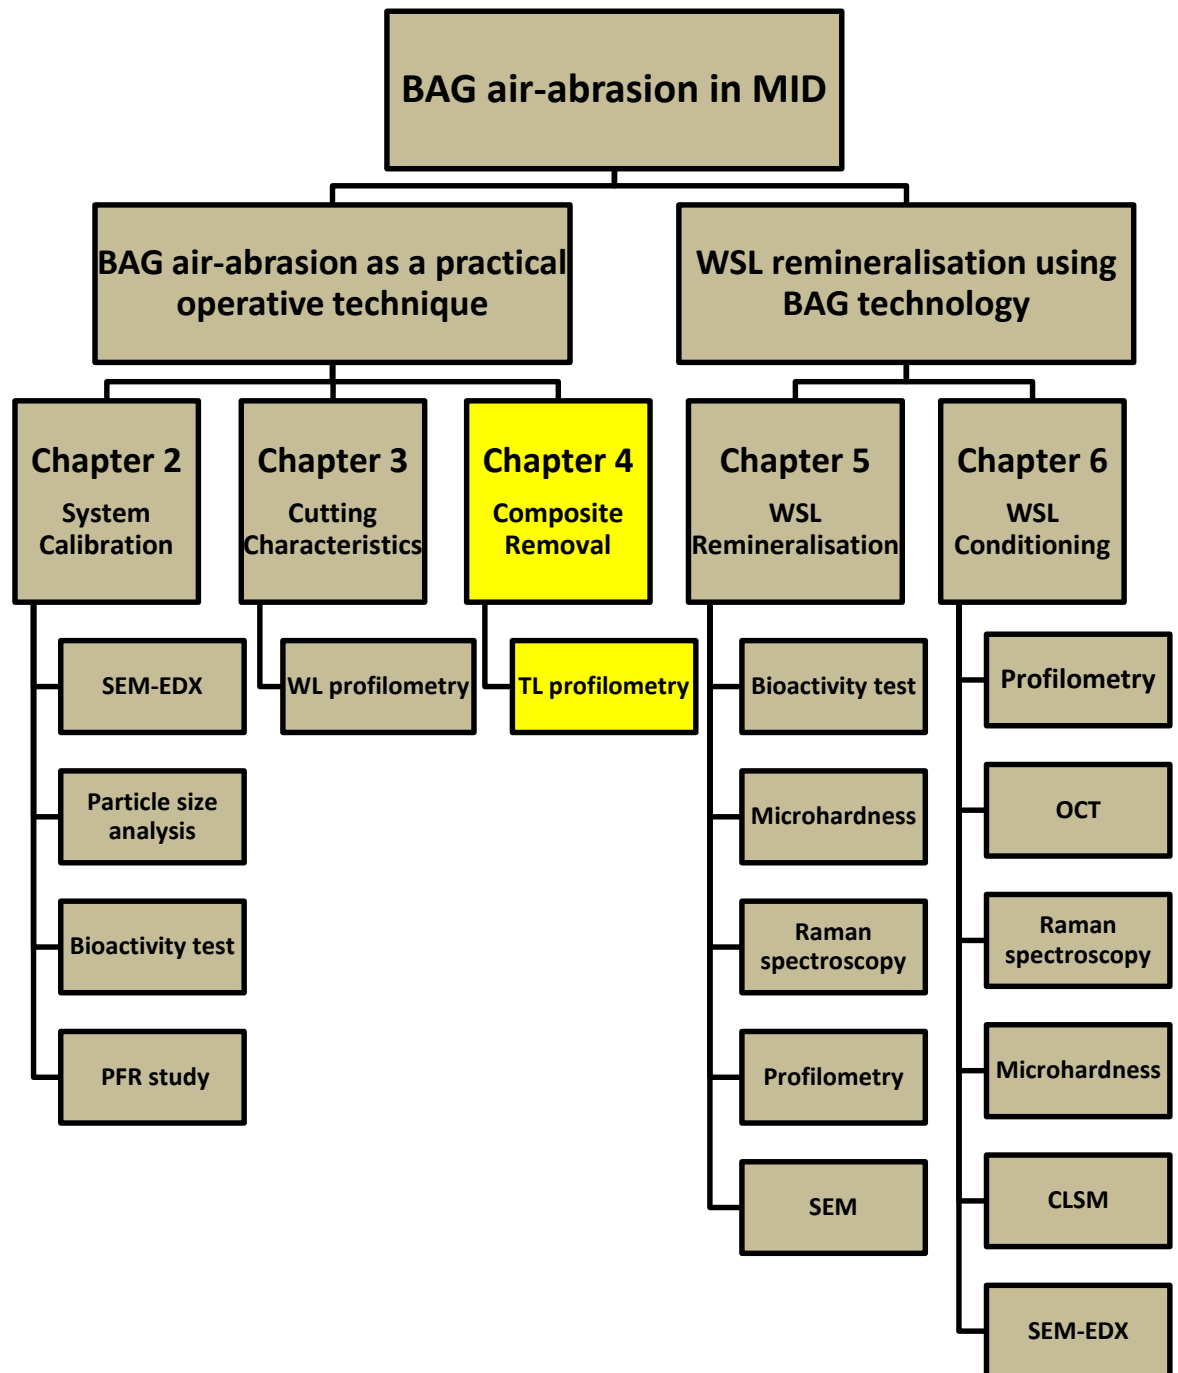 BAG air-abrasion in MID
BAG air-abrasion as a practical
operative technique
WSL remineralisation using
BAG technology
Chapter 2
System
Calibration
SEM-EDX
Particle size
analysis
Bioactivity test
PFR study
Chapter 3
Cutting
Characteristics
WL profilometry
Chapter 4
Composite
Removal
TL profilometry
Chapter 5
WSL
Remineralisation
Bioactivity test
Microhardness
Raman
spectroscopy
Profilometry
SEM
Chapter 6
WSL
Conditioning
Profilometry
OCT
Raman
spectroscopy
Microhardness
CLSM
SEM-EDX